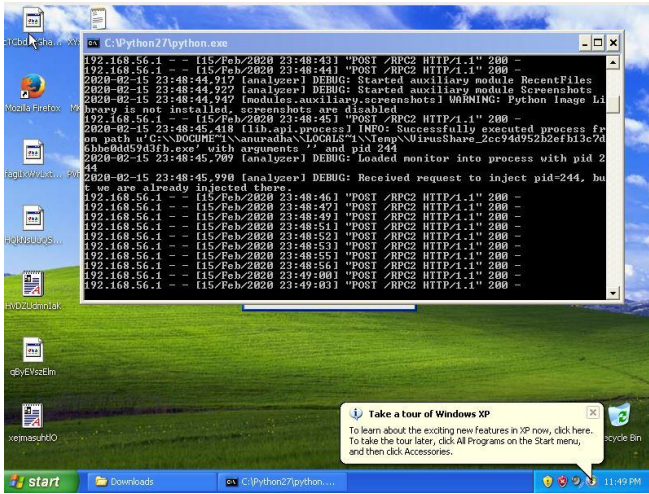 C:\Python27\python.exe
192.168.56.1 - - [15/Feb/2020 23:48:43] "POST /RPC2 HTTP/1.1" 200 -
192.168.56.1 - - [15/Feb/2020 23:48:44] "POST /RPC2 HTTP/1.1" 200 -
2020-02-15 23:48:44,917 [analyzer] DEBUG: Started auxiliary module RecentFiles
2020-02-15 23:48:44,927 [analyzer] DEBUG: Started auxiliary module Screenshots
2020-02-15 23:48:44,947 [modules.auxiliary.screenshots] WARNING: Python Image Li
brary is not installed, screenshots are disabled
192.168.56.1 - - [15/Feb/2020 23:48:45] "POST /RPC2 HTTP/1.1" 200 -
2020-02-15 23:48:45,418 [lib.api.process] INFO: Successfully executed process fr
om path u'C:\\DOCUME~1\\anuradha\\LOCALS~1\\Temp\\VirusShare_2cc94d952b2efb13c7d
6bbe0dd59d3fb.exe' with arguments '' and pid 244
2020-02-15 23:48:45,709 [analyzer] DEBUG: Loaded monitor into process with pid 2
44
2020-02-15 23:48:45,990 [analyzer] DEBUG: Received request to inject pid=244, bu
t we are already injected there.
192.168.56.1 - - [15/Feb/2020 23:48:46] "POST /RPC2 HTTP/1.1" 200 -
192.168.56.1 - - [15/Feb/2020 23:48:47] "POST /RPC2 HTTP/1.1" 200 -
192.168.56.1 - - [15/Feb/2020 23:48:49] "POST /RPC2 HTTP/1.1" 200 -
192.168.56.1 - - [15/Feb/2020 23:48:51] "POST /RPC2 HTTP/1.1" 200 -
192.168.56.1 - - [15/Feb/2020 23:48:52] "POST /RPC2 HTTP/1.1" 200 -
192.168.56.1 - - [15/Feb/2020 23:48:53] "POST /RPC2 HTTP/1.1" 200 -
192.168.56.1 - - [15/Feb/2020 23:48:55] "POST /RPC2 HTTP/1.1" 200 -
192.168.56.1 - - [15/Feb/2020 23:48:56] "POST /RPC2 HTTP/1.1" 200 -
192.168.56.1 - - [15/Feb/2020 23:49:00] "POST /RPC2 HTTP/1.1" 200 -
192.168.56.1 - - [15/Feb/2020 23:49:03] "POST /RPC2 HTTP/1.1" 200 -
Mozilla Firefox
HVDZUdmnIaK
qByEVszElm
xejmasuhtlO
Take a tour of Windows XP
To learn about the exciting new features in XP now, click here.
To take the tour later, click All Programs on the Start menu,
and then click Accessories.
ecycle Bin
start
Downloads
C:\Python27\python....
11:49 PM